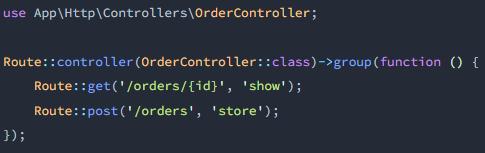 use App\Http\Controllers\OrderController;
Route::controller(OrderController::class)->group(function () {
    Route::get('/orders/{id}', 'show');
    Route::post('/orders', 'store');
});